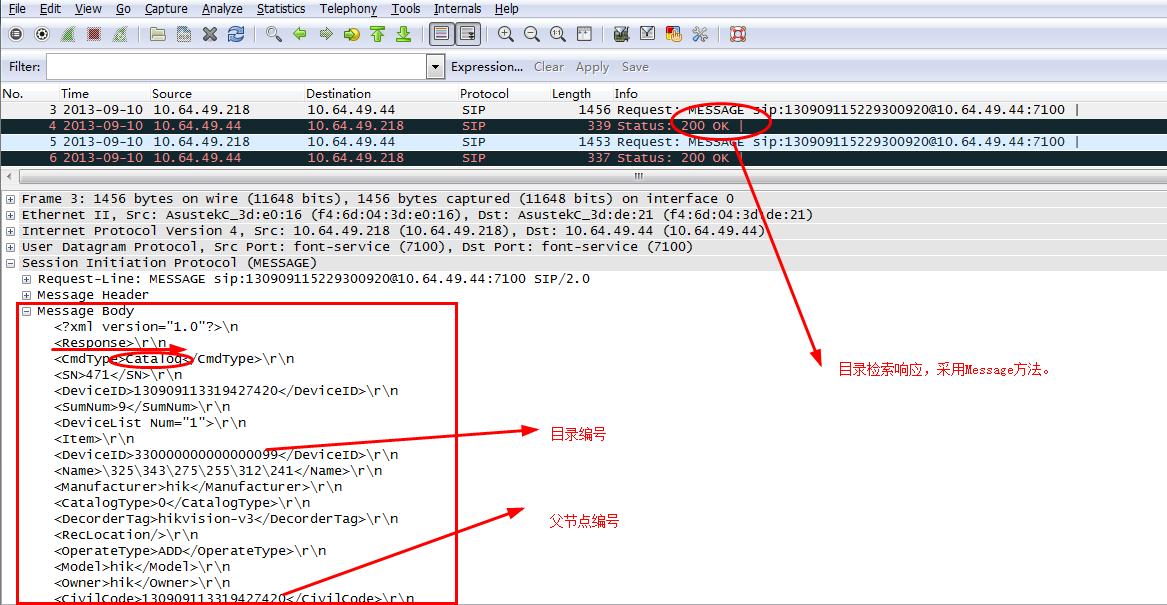 File Edit View Go Capture Analyze Statistics Telephony Tools Internals Help
Filter: Expression... Clear Apply Save
No. Time Source Destination Protocol Length Info
3 2013-09-10 10.64.49.218 10.64.49.44 SIP 1456 Request: MESSAGE sip:130909115229300920@10.64.49.44:7100 |
4 2013-09-10 10.64.49.44 10.64.49.218 SIP 339 Status: 200 OK |
5 2013-09-10 10.64.49.218 10.64.49.44 SIP 1453 Request: MESSAGE sip:130909115229300920@10.64.49.44:7100 |
6 2013-09-10 10.64.49.44 10.64.49.218 SIP 337 Status: 200 OK |
Frame 3: 1456 bytes on wire (11648 bits), 1456 bytes captured (11648 bits) on interface 0
Ethernet II, Src: AsustekC_3d:e0:16 (f4:6d:04:3d:e0:16), Dst: AsustekC_3d:de:21 (f4:6d:04:3d:de:21)
Internet Protocol Version 4, Src: 10.64.49.218 (10.64.49.218), Dst: 10.64.49.44 (10.64.49.44)
User Datagram Protocol, Src Port: font-service (7100), Dst Port: font-service (7100)
Session Initiation Protocol (MESSAGE)
Request-Line: MESSAGE sip:130909115229300920@10.64.49.44:7100 SIP/2.0
Message Header
Message Body
<?xml version="1.0"?>\n
<Response>\r\n
<CmdType>Catalog</CmdType>\r\n
目录检索响应，采用Message方法。
<SN>471</SN>\r\n
<DeviceID>130909113319427420</DeviceID>\r\n
<SumNum>9</SumNum>\r\n
<DeviceList Num="1">\r\n
<Item>\r\n
目录编号
<DeviceID>330000000000000099</DeviceID>\r\n
<Name>\325\343\275\255\312\241</Name>\r\n
<Manufacturer>hik</Manufacturer>\r\n
<CatalogType>0</CatalogType>\r\n
<DecorderTag>hikvision-v3</DecorderTag>\r\n
父节点编号
<RecLocation/>\r\n
<OperateType>ADD</OperateType>\r\n
<Model>hik</Model>\r\n
<Owner>hik</Owner>\r\n
<CivilCode>130909113319427420</CivilCode>\r\n